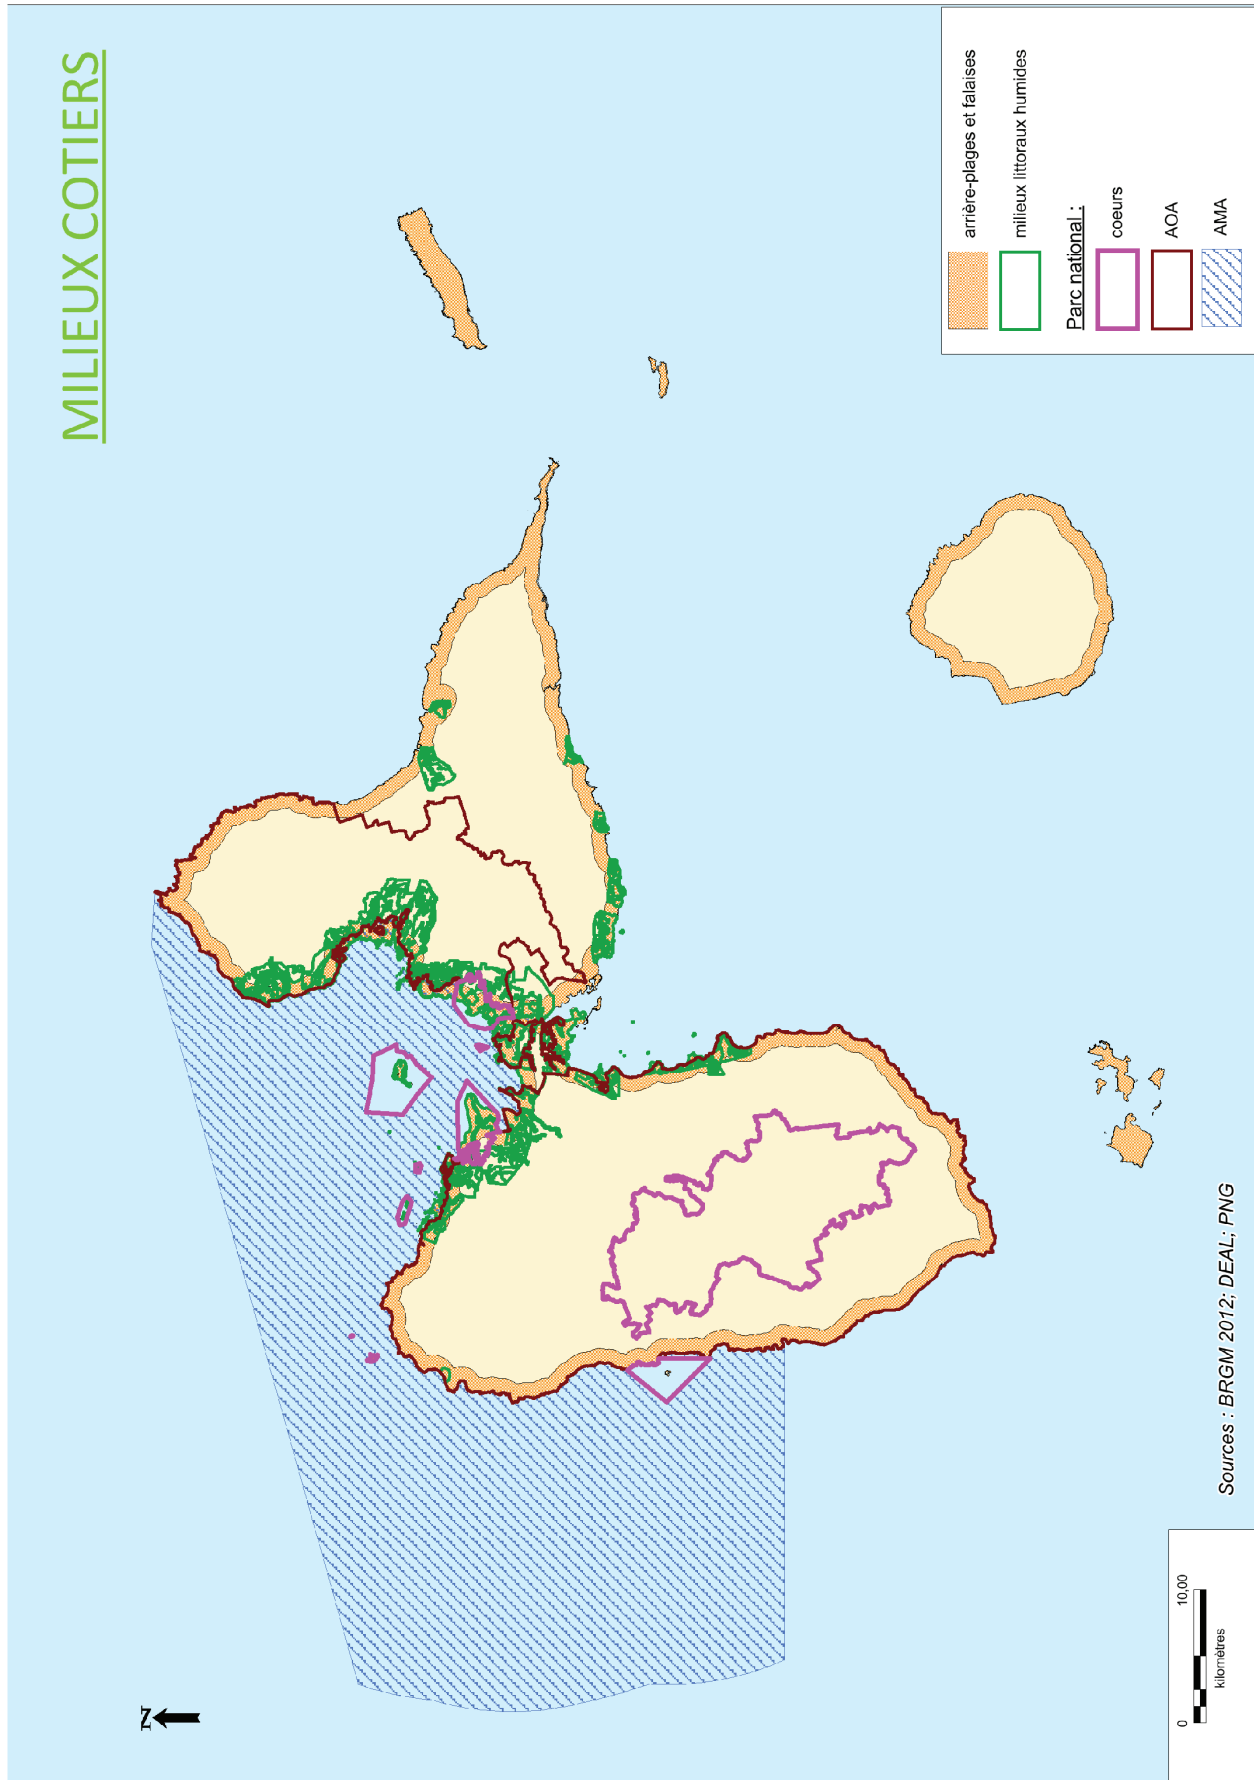 MILIEUX COTIERS
N
arrière-plages et falaises
milieux littoraux humides
Parc national :
coeurs
AOA
AMA
Sources : BRGM 2012; DEAL; PNG
0 10,00
kilomètres